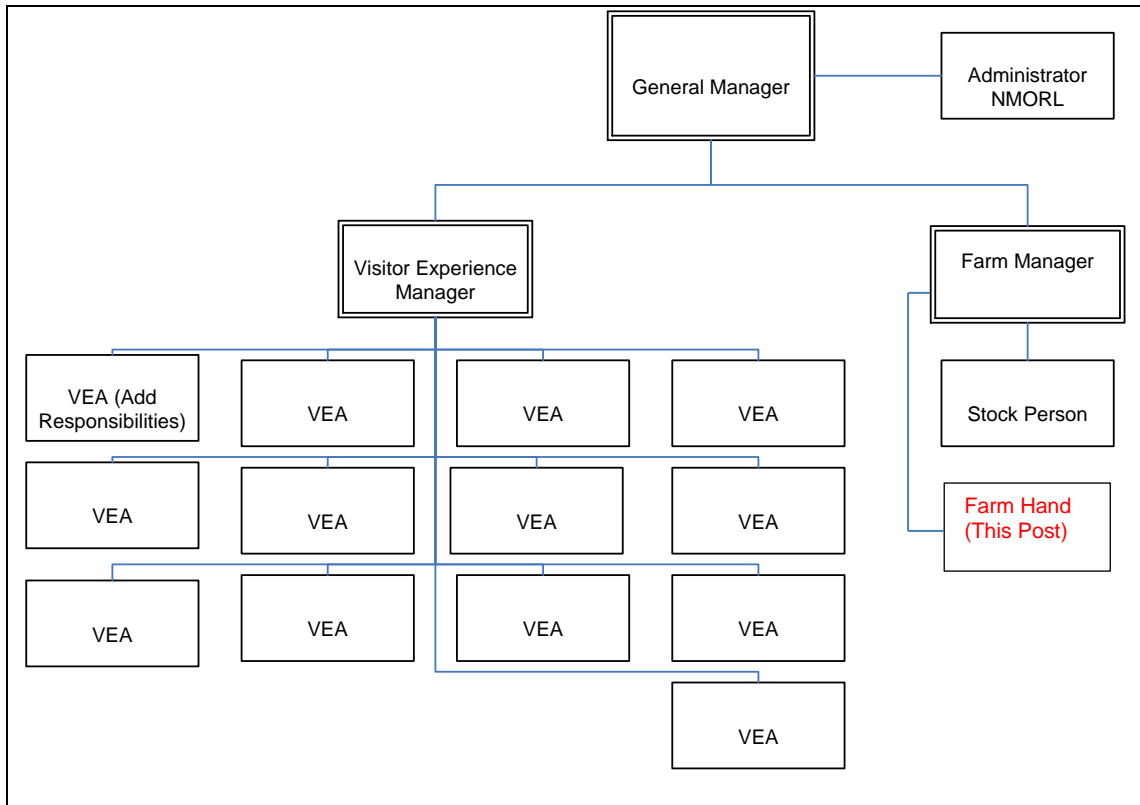 General Manager
Administrator
NMORL
Visitor Experience
Manager
Farm Manager
VEA (Add
Responsibilities)
VEA
VEA
VEA
Stock Person
VEA
VEA
VEA
VEA
Farm Hand
(This Post)
VEA
VEA
VEA
VEA
VEA